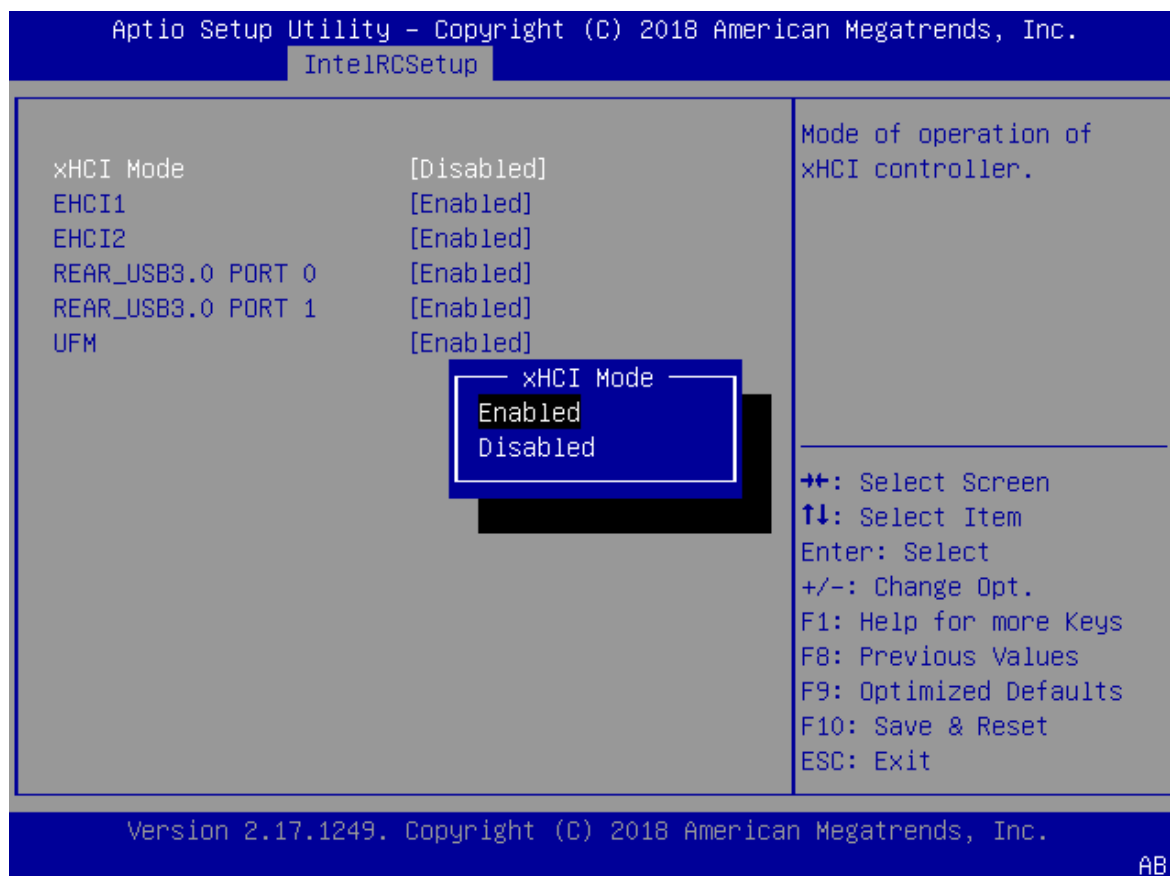 Aptio Setup Utility – Copyright (C) 2018 American Megatrends, Inc.
IntelRCSetup
xHCI Mode [Disabled]
EHCI1 [Enabled]
EHCI2 [Enabled]
REAR_USB3.0 PORT 0 [Enabled]
REAR_USB3.0 PORT 1 [Enabled]
UFM [Enabled]
xHCI Mode
Enabled
Disabled
Mode of operation of
xHCI controller.
→←: Select Screen
↑↓: Select Item
Enter: Select
+/-: Change Opt.
F1: Help for more Keys
F8: Previous Values
F9: Optimized Defaults
F10: Save & Reset
ESC: Exit
Version 2.17.1249. Copyright (C) 2018 American Megatrends, Inc.
AB